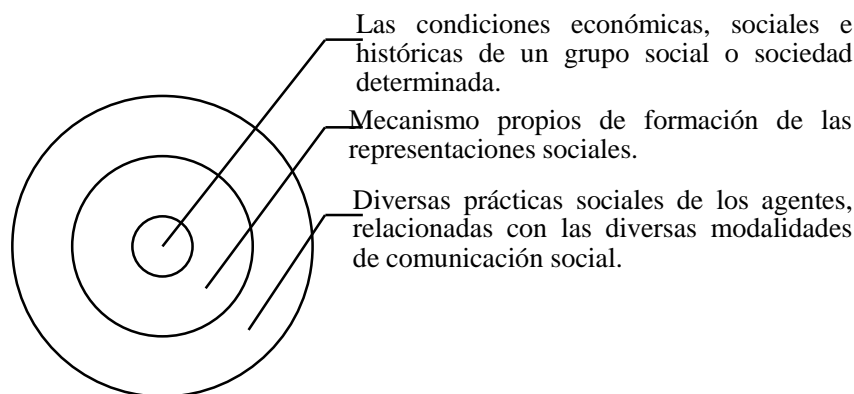 Las condiciones económicas, sociales e
históricas de un grupo social o sociedad
determinada.
Mecanismo propios de formación de las
representaciones sociales.
Diversas prácticas sociales de los agentes,
relacionadas con las diversas modalidades
de comunicación social.